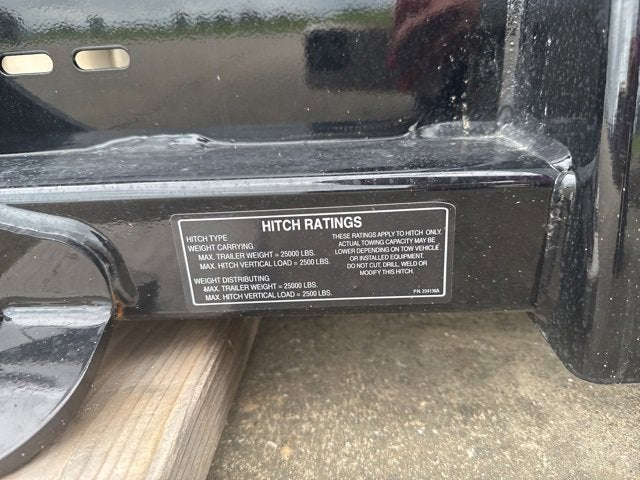 HITCH RATINGS
HITCH TYPE
WEIGHT CARRYING
MAX. TRAILER WEIGHT = 25000 LBS.
MAX. HITCH VERTICAL LOAD = 2500 LBS.
WEIGHT DISTRIBUTING
MAX. TRAILER WEIGHT = 25000 LBS.
MAX. HITCH VERTICAL LOAD = 2500 LBS.
THESE RATINGS APPLY TO HITCH ONLY.
ACTUAL TOWING CAPACITY MAY BE
LOWER DEPENDING ON TOW VEHICLE
OR INSTALLED EQUIPMENT.
DO NOT CUT, DRILL, WELD OR
MODIFY THIS HITCH.
P/N